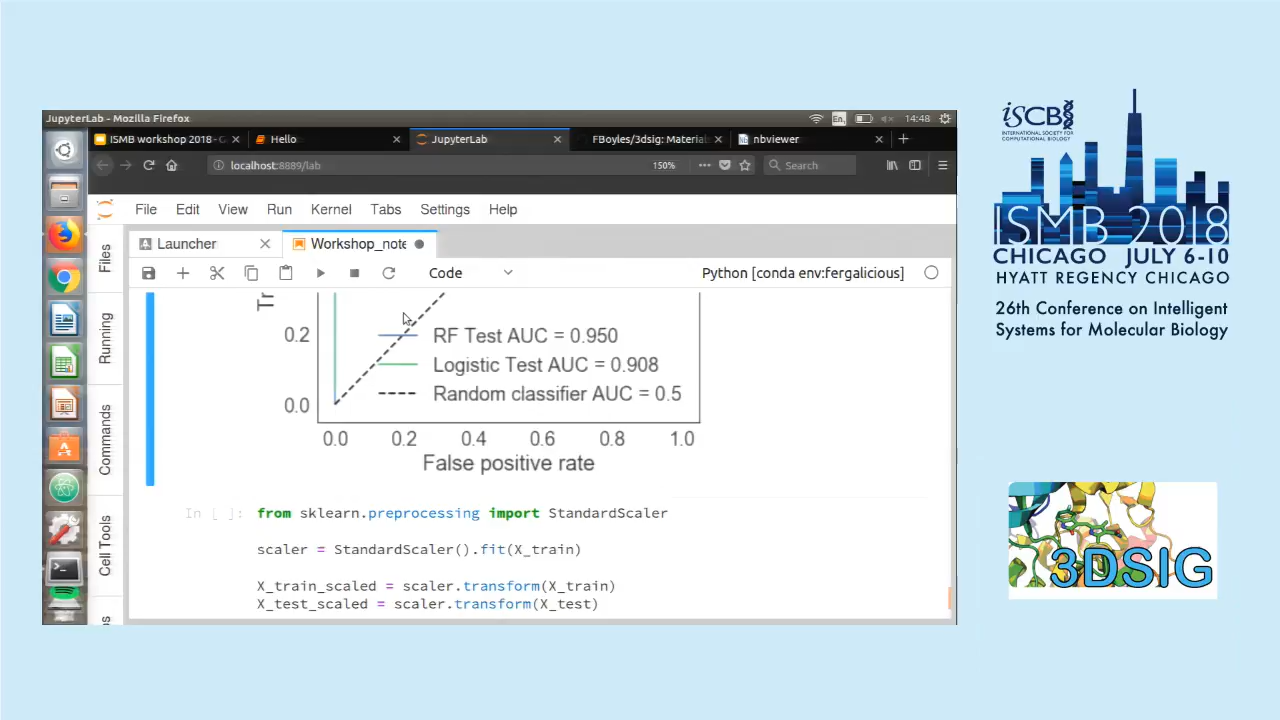 JupyterLab - Mozilla Firefox
En
14:48
ISMB workshop 2018 - G
Hello
JupyterLab
FBoyles/3dsig: Material
nbviewer
localhost:8889/lab
150%
Search
File Edit View Run Kernel Tabs Settings Help
Launcher
Workshop_note
Code
Python [conda env:fergalicious]
Files
Running
Commands
Cell Tools
Tr
0.2
RF Test AUC = 0.950
Logistic Test AUC = 0.908
Random classifier AUC = 0.5
0.0
0.0 0.2 0.4 0.6 0.8 1.0
False positive rate
In [ ]:
from sklearn.preprocessing import StandardScaler
scaler = StandardScaler().fit(X_train)
X_train_scaled = scaler.transform(X_train)
X_test_scaled = scaler.transform(X_test)
iSCB
INTERNATIONAL SOCIETY FOR
COMPUTATIONAL BIOLOGY
ISMB 2018
CHICAGO JULY 6-10
HYATT REGENCY CHICAGO
26th Conference on Intelligent
Systems for Molecular Biology
3DSIG